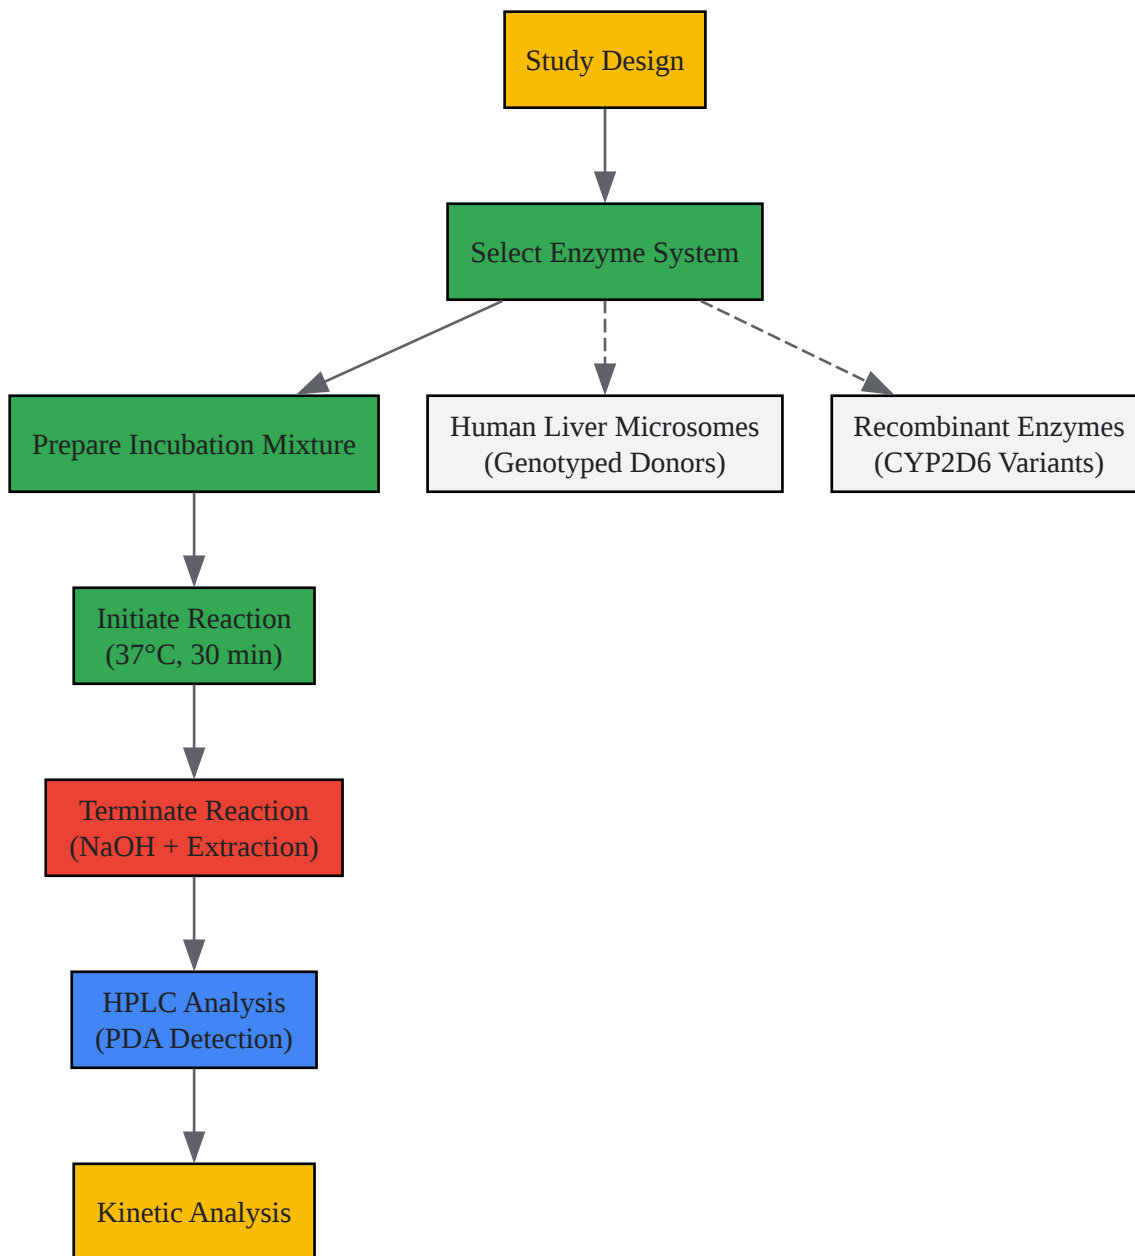 Study Design
Select Enzyme System
Prepare Incubation Mixture
Human Liver Microsomes
(Genotyped Donors)
Recombinant Enzymes
(CYP2D6 Variants)
Initiate Reaction
(37°C, 30 min)
Terminate Reaction
(NaOH + Extraction)
HPLC Analysis
(PDA Detection)
Kinetic Analysis